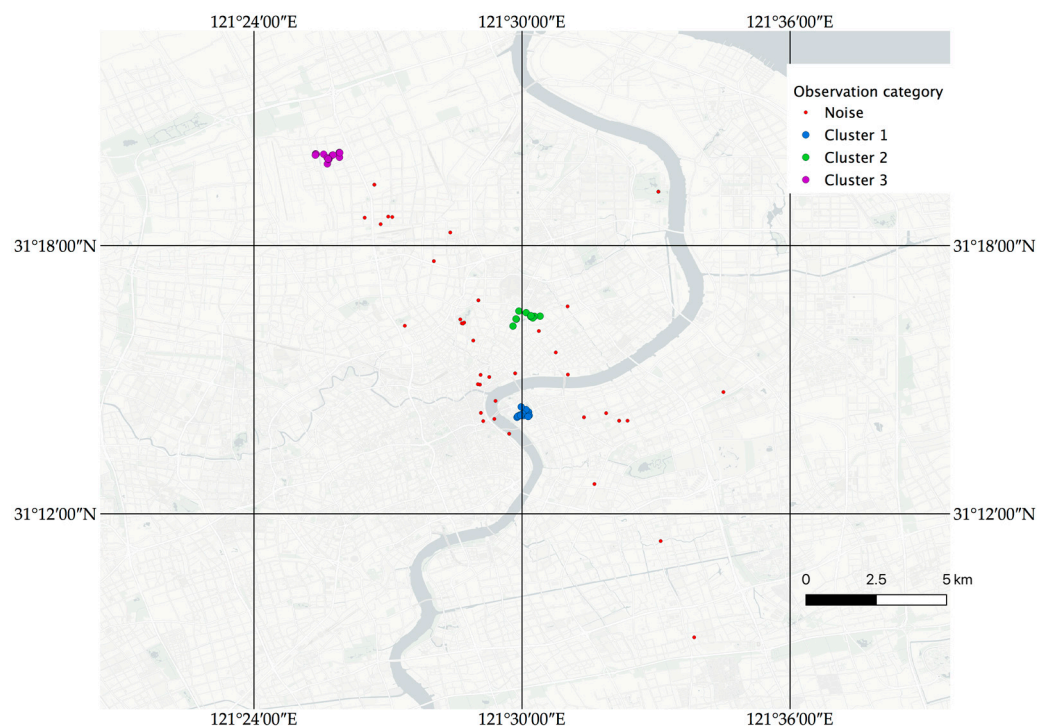 121°24′00″E 121°30′00″E 121°36′00″E
Observation category
Noise
Cluster 1
Cluster 2
Cluster 3
31°18′00″N 31°18′00″N
31°12′00″N 31°12′00″N
0 2.5 5 km
121°24′00″E 121°30′00″E 121°36′00″E